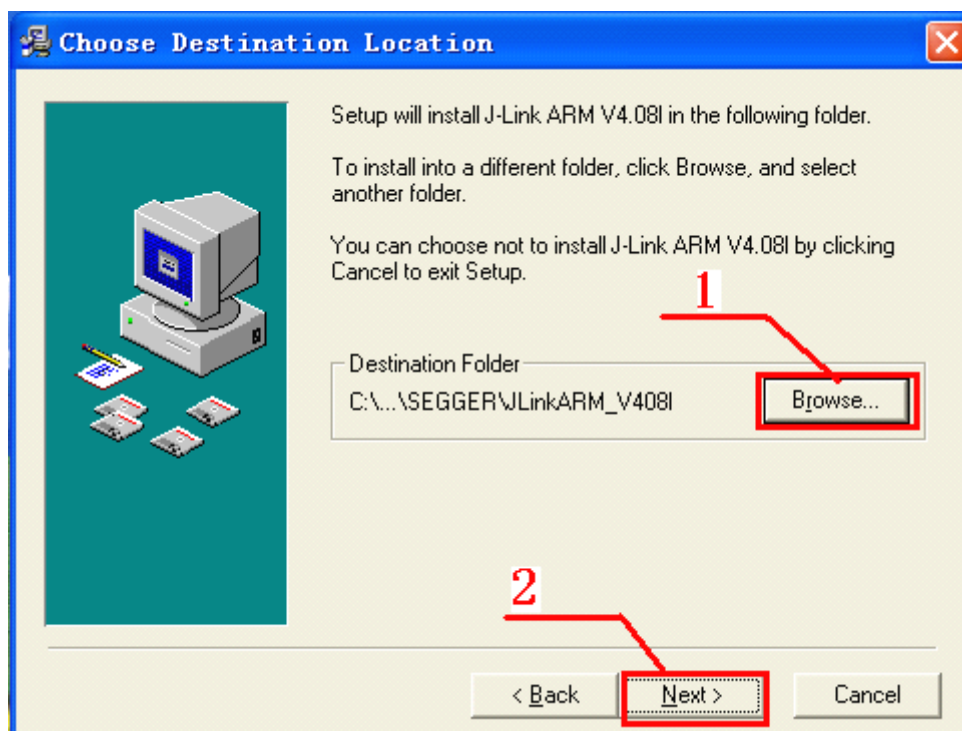 Choose Destination Location
Setup will install J-Link ARM V4.08l in the following folder.
To install into a different folder, click Browse, and select
another folder.
You can choose not to install J-Link ARM V4.08l by clicking
Cancel to exit Setup.
1
Destination Folder
C:\...\SEGGER\JLinkARM_V408l
Browse...
2
< Back
Next >
Cancel